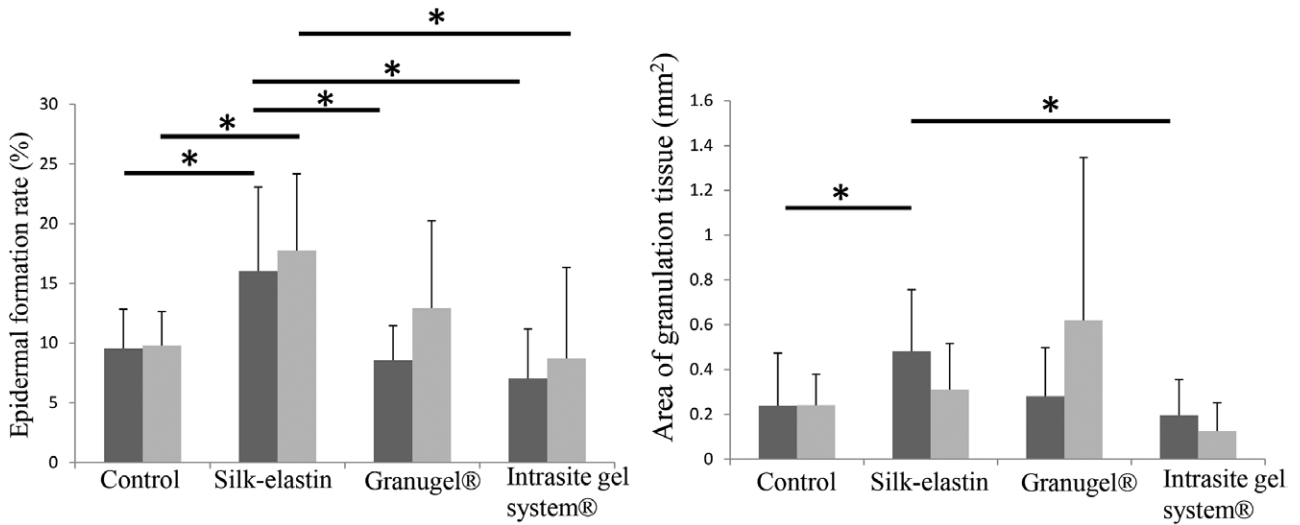 Epidermal formation rate (%)
30
25
20
15
10
5
0
*
*
*
*
*
Control
Silk-elastin
Granugel®
Intrasite gel
system®
Area of granulation tissue (mm²)
1.6
1.4
1.2
1
0.8
0.6
0.4
0.2
0
*
*
Control
Silk-elastin
Granugel®
Intrasite gel
system®